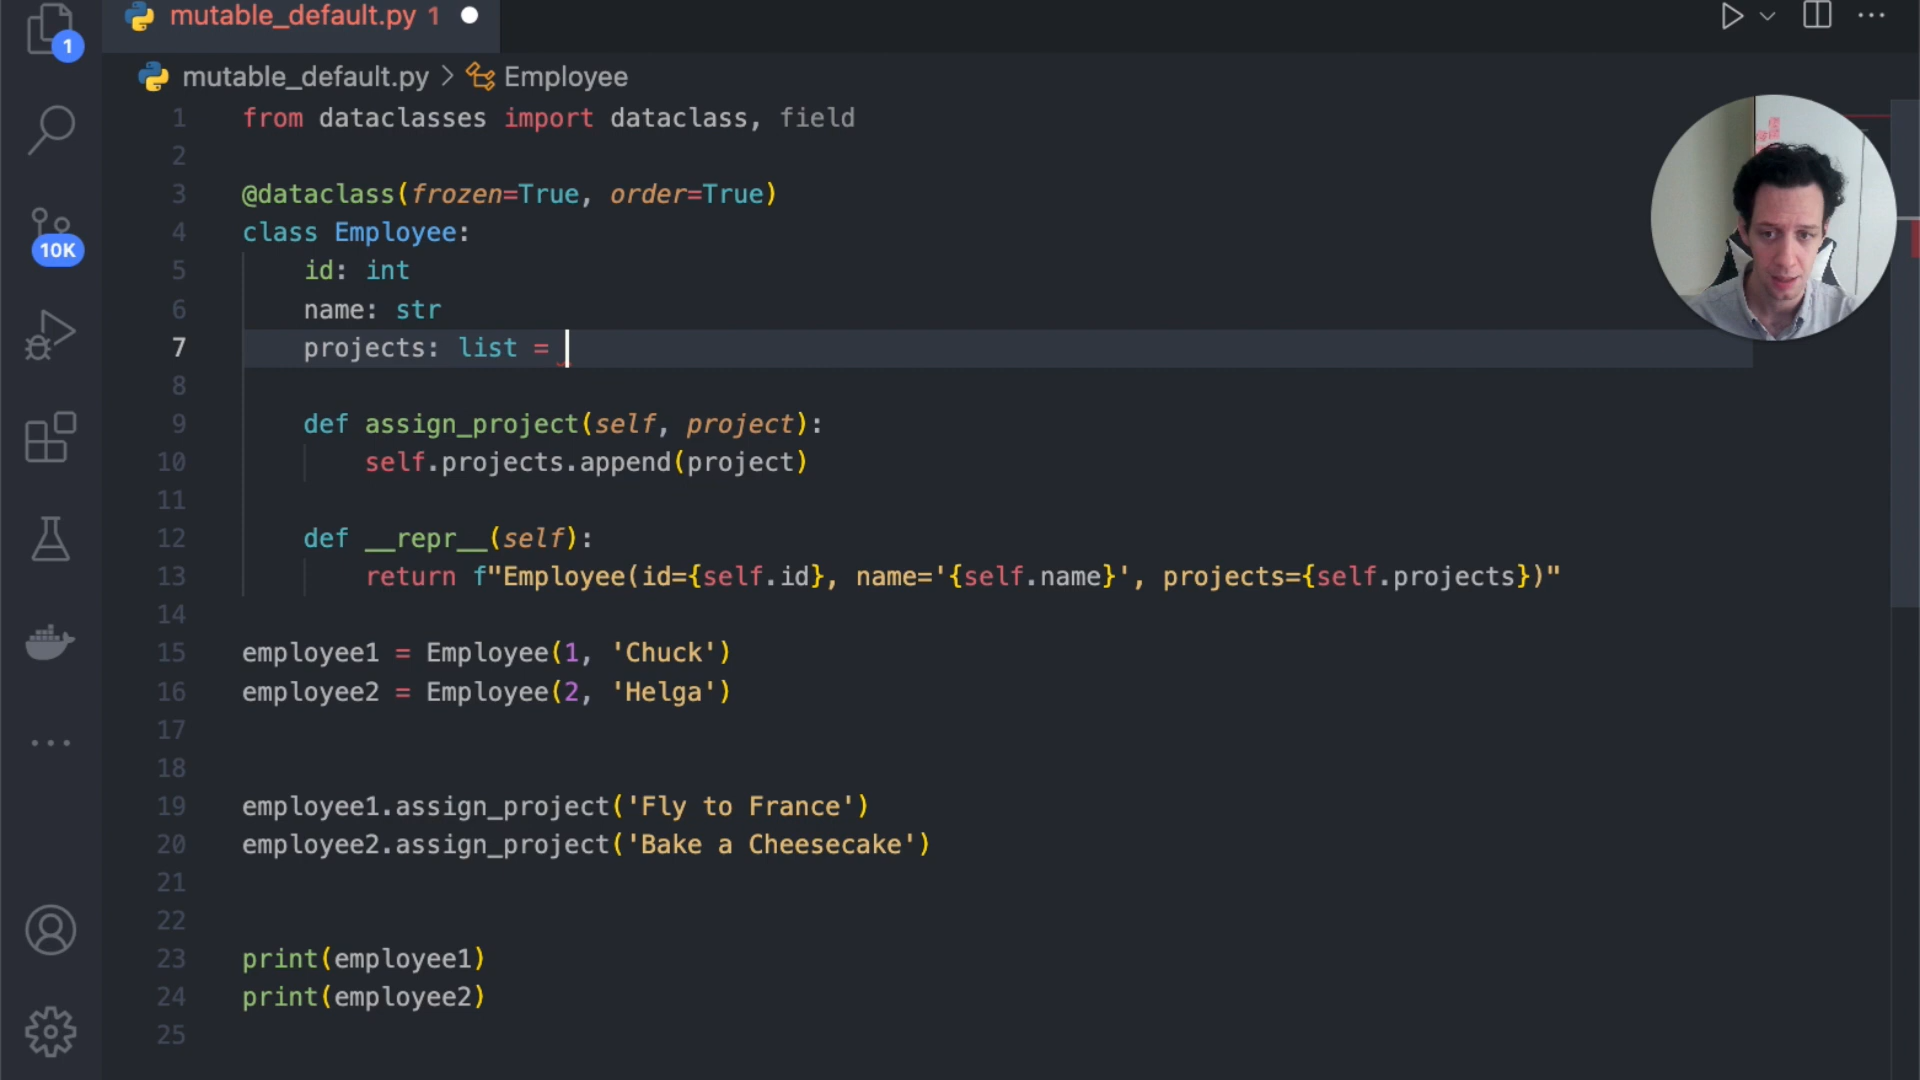 mutable_default.py 1
1
mutable_default.py > Employee
1 from dataclasses import dataclass, field
2
3 @dataclass(frozen=True, order=True)
4 class Employee:
10K
5 id: int
6 name: str
7 projects: list =
8
9 def assign_project(self, project):
10 self.projects.append(project)
11
12 def __repr__(self):
13 return f"Employee(id={self.id}, name='{self.name}', projects={self.projects})"
14
15 employee1 = Employee(1, 'Chuck')
16 employee2 = Employee(2, 'Helga')
17
18
19 employee1.assign_project('Fly to France')
20 employee2.assign_project('Bake a Cheesecake')
21
22
23 print(employee1)
24 print(employee2)
25